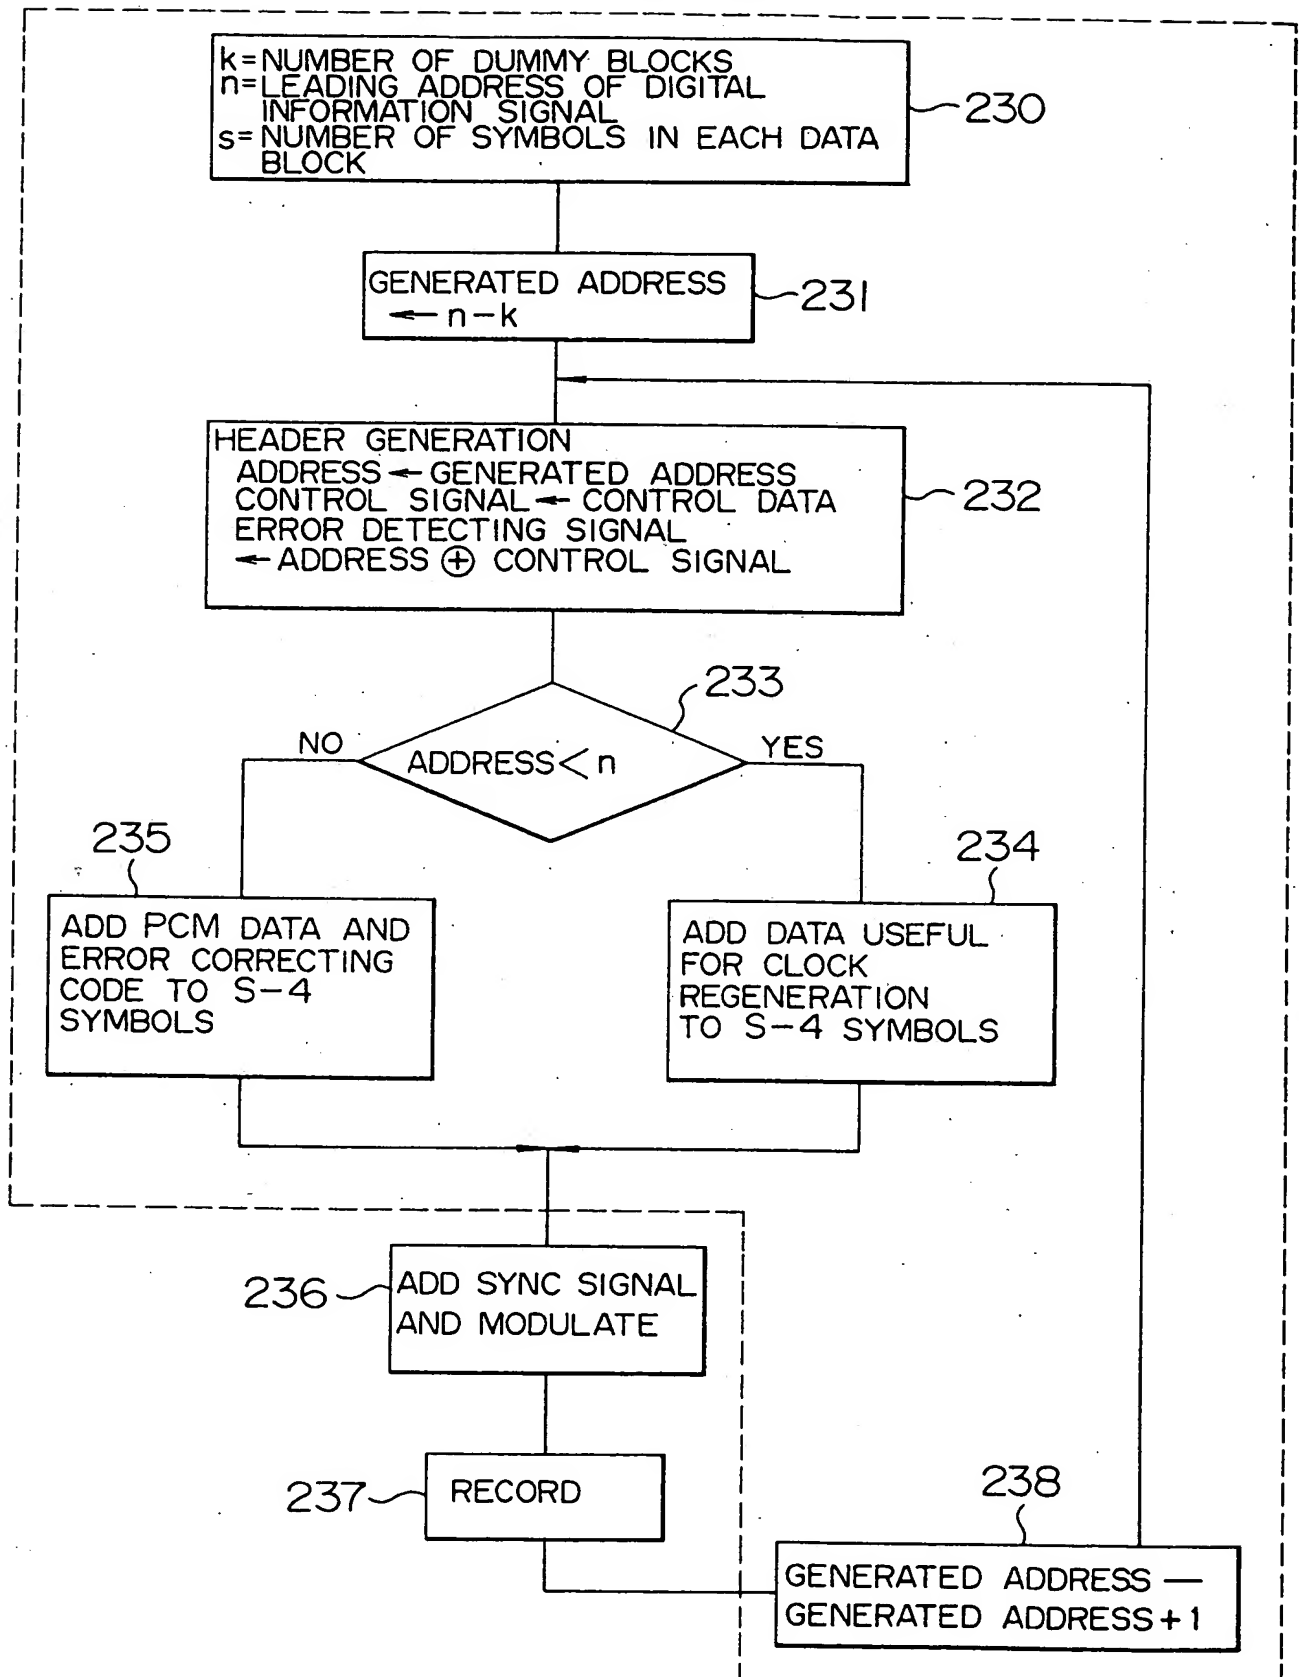 k=NUMBER OF DUMMY BLOCKS
n=LEADING ADDRESS OF DIGITAL
INFORMATION SIGNAL
s=NUMBER OF SYMBOLS IN EACH DATA
BLOCK
230
GENERATED ADDRESS
← n-k
231
HEADER GENERATION
ADDRESS ← GENERATED ADDRESS
CONTROL SIGNAL ← CONTROL DATA
ERROR DETECTING SIGNAL
← ADDRESS ⊕ CONTROL SIGNAL
232
233
NO
ADDRESS < n
YES
235
234
ADD PCM DATA AND
ERROR CORRECTING
CODE TO S-4
SYMBOLS
ADD DATA USEFUL
FOR CLOCK
REGENERATION
TO S-4 SYMBOLS
236
ADD SYNC SIGNAL
AND MODULATE
237
RECORD
238
GENERATED ADDRESS —
GENERATED ADDRESS+1